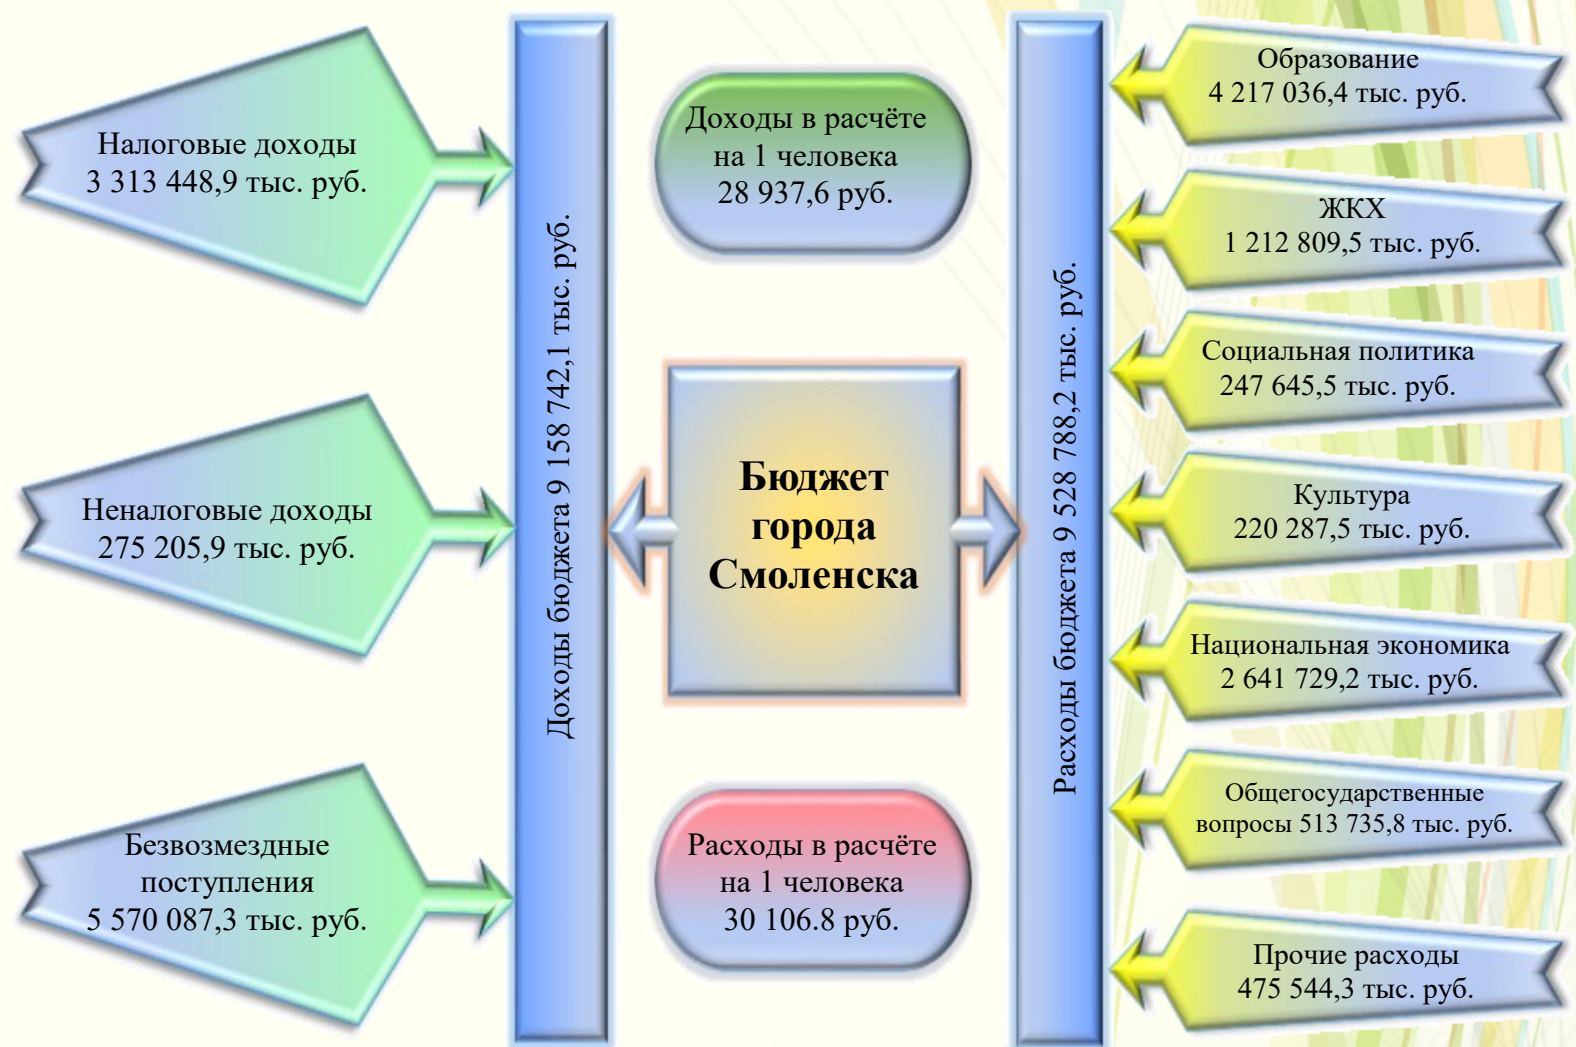 Налоговые доходы
3 313 448,9 тыс. руб.
Неналоговые доходы
275 205,9 тыс. руб.
Безвозмездные
поступления
5 570 087,3 тыс. руб.
Доходы бюджета 9 158 742,1 тыс. руб.
Доходы в расчёте
на 1 человека
28 937,6 руб.
Бюджет
города
Смоленска
Расходы в расчёте
на 1 человека
30 106.8 руб.
Расходы бюджета 9 528 788,2 тыс. руб.
Образование
4 217 036,4 тыс. руб.
ЖКХ
1 212 809,5 тыс. руб.
Социальная политика
247 645,5 тыс. руб.
Культура
220 287,5 тыс. руб.
Национальная экономика
2 641 729,2 тыс. руб.
Общегосударственные
вопросы 513 735,8 тыс. руб.
Прочие расходы
475 544,3 тыс. руб.